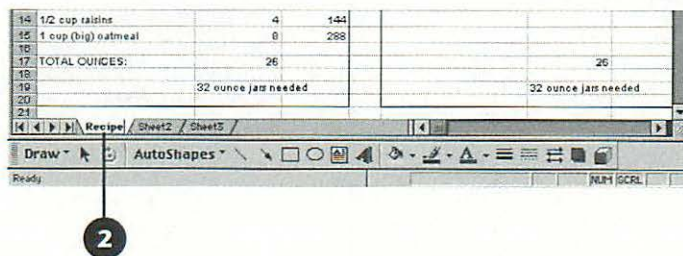 14 1/2 cup raisins 4 144
15 1 cup (big) oatmeal 8 288
16
17 TOTAL OUNCES: 26 26
18
19 32 ounce jars needed 32 ounce jars needed
20
21
Recipe Sheet2 Sheet3
Draw AutoShapes A A
Ready NUM SCRL
2